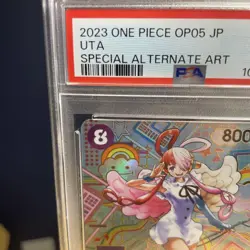 2023 ONE PIECE OP05 JP
UTA
SPECIAL ALTERNATE ART
PSA
10
8
800